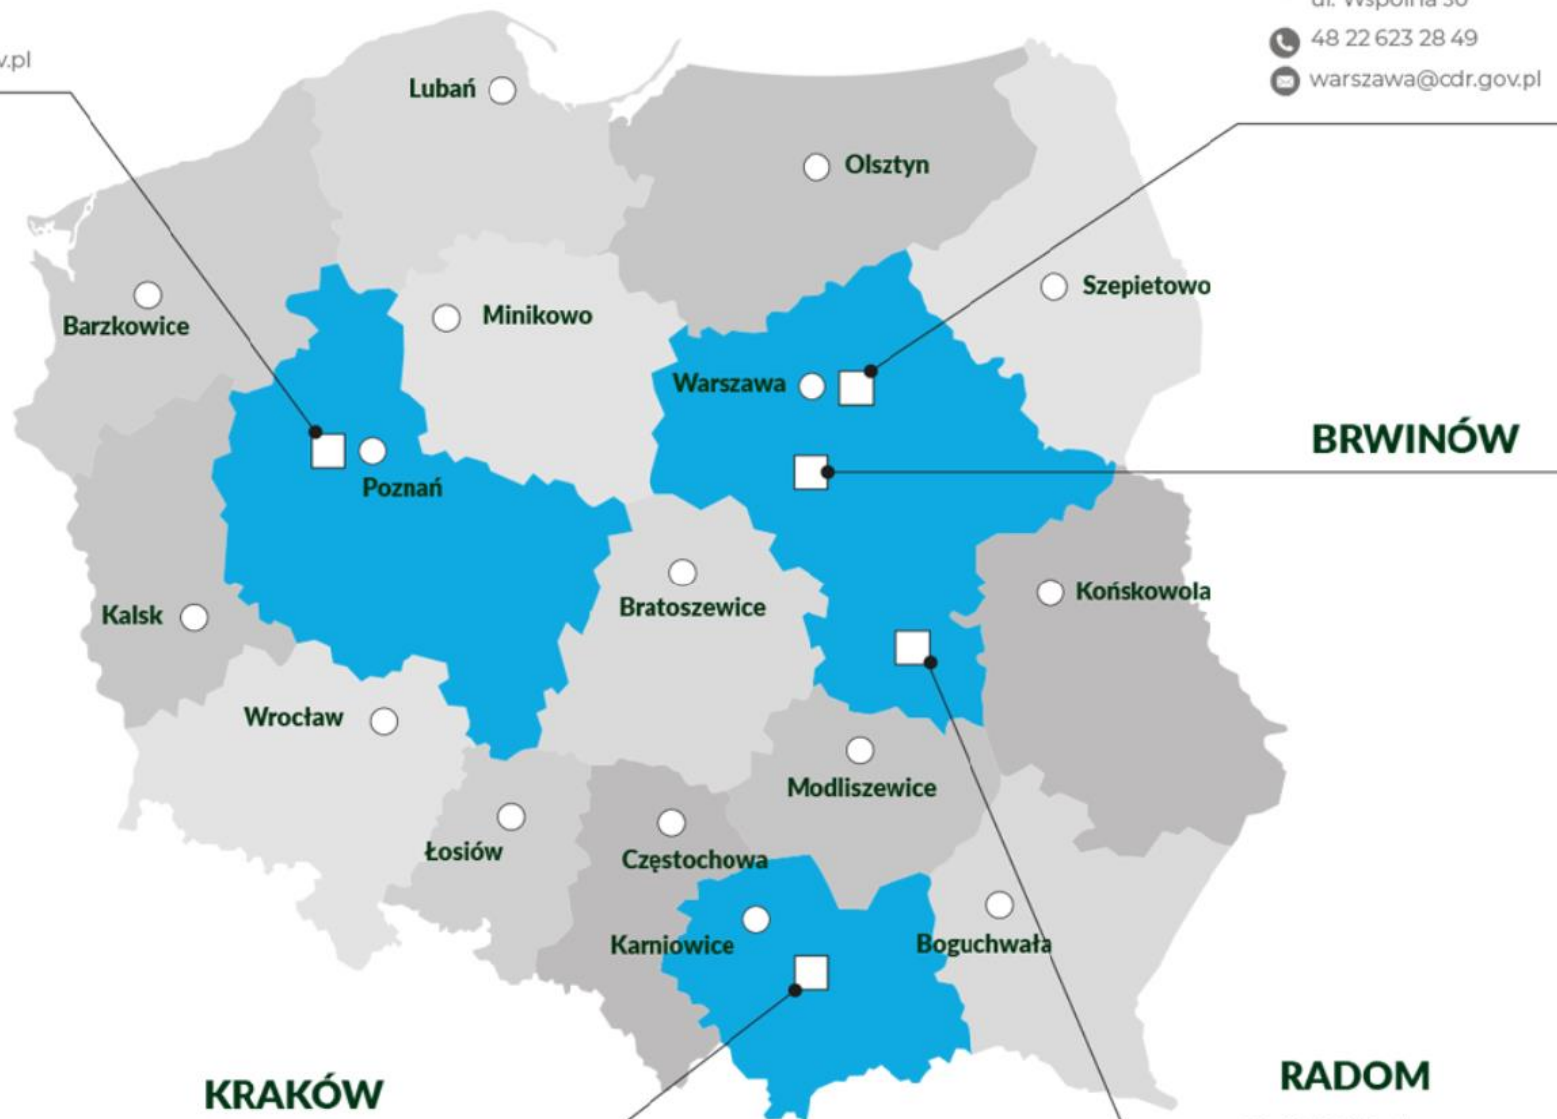 48 22 623 28 49
v.pl
warszawa@cdr.gov.pl
Lubań
Olsztyn
Szepietowo
Barzkowice
Minikowo
Warszawa
BRWINÓW
Poznań
Kalsk
Bratoszewice
Końskowola
Wrocław
Modliszewice
Łosiów
Częstochowa
Karniowice
Boguchwała
KRAKÓW
RADOM